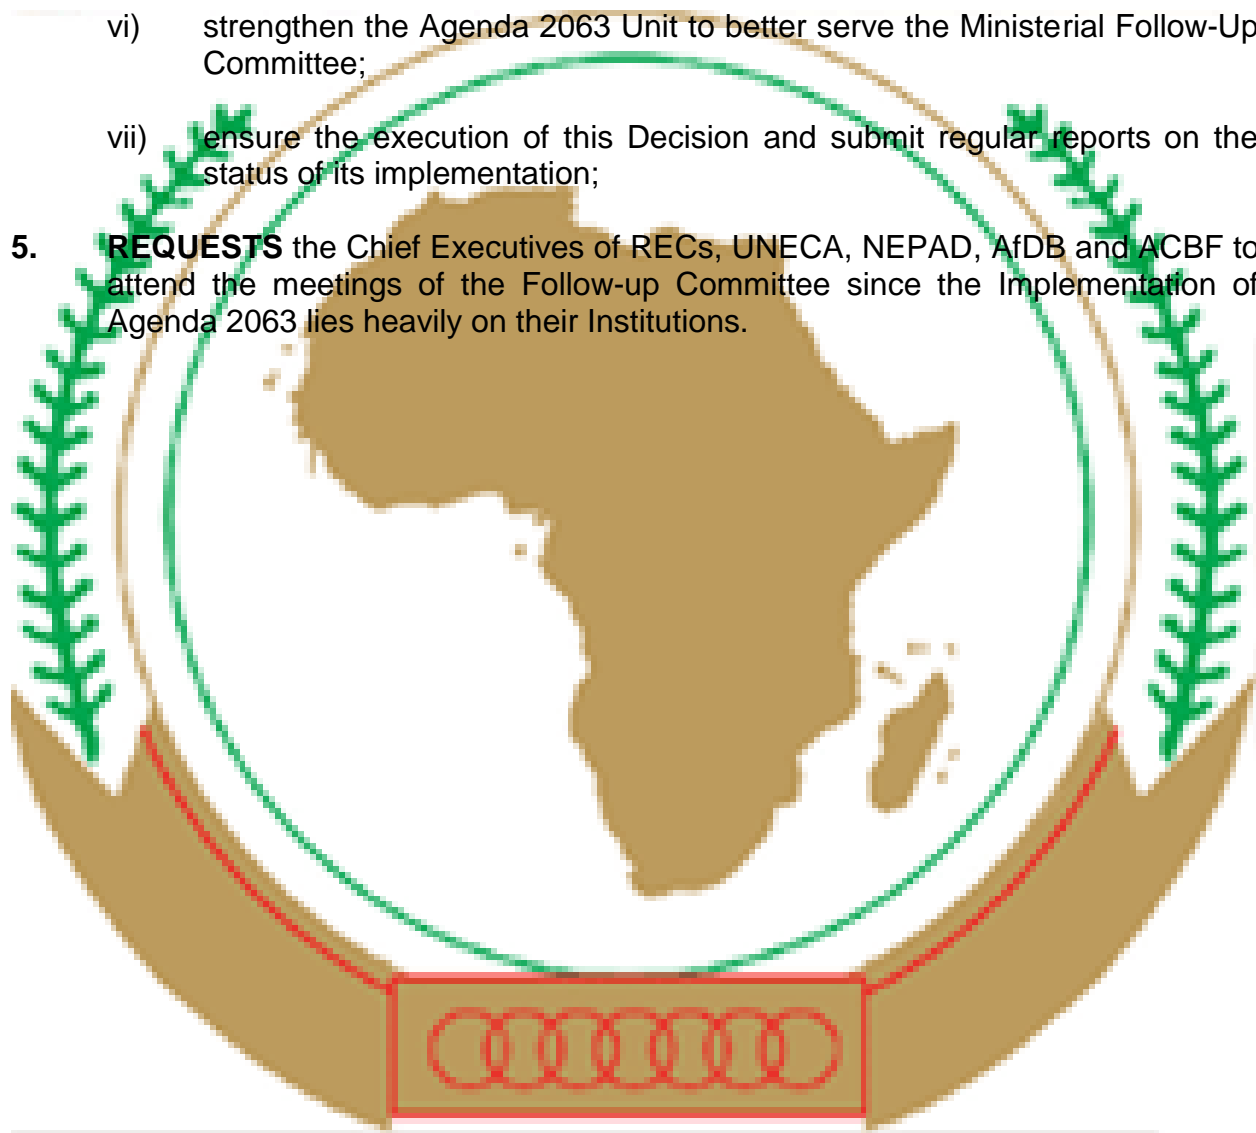 vi) strengthen the Agenda 2063 Unit to better serve the Ministerial Follow-Up
Committee;
vii) ensure the execution of this Decision and submit regular reports on the
status of its implementation;
5. REQUESTS the Chief Executives of RECs, UNECA, NEPAD, AfDB and ACBF to
attend the meetings of the Follow-up Committee since the Implementation of
Agenda 2063 lies heavily on their Institutions.